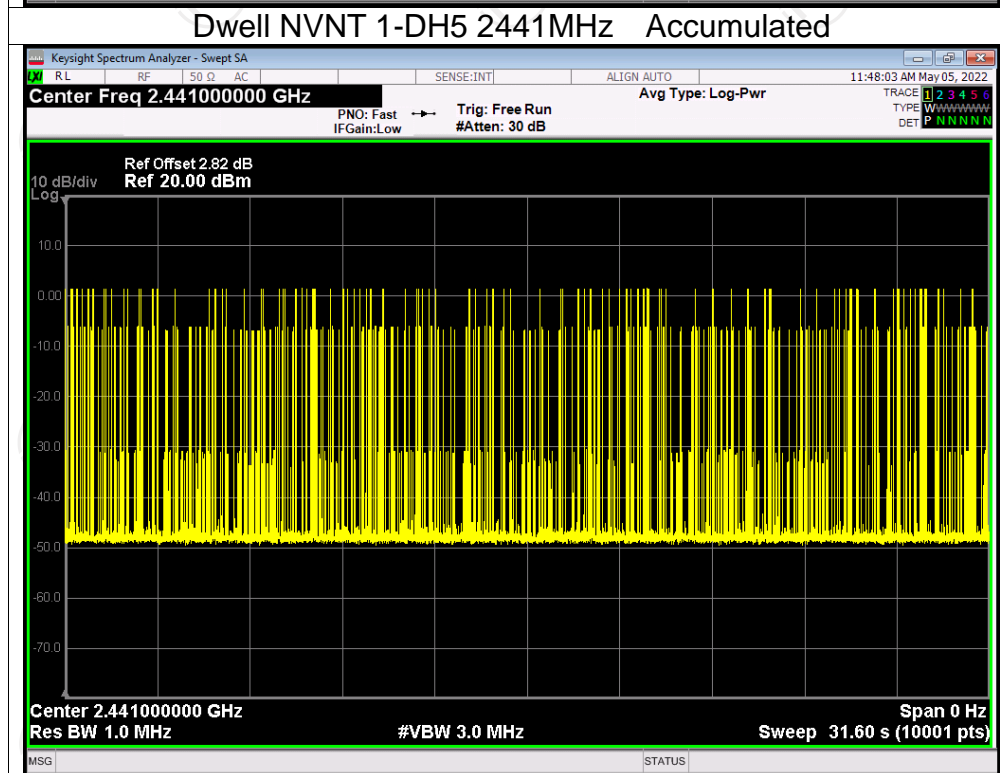 Dwell NVNT 1-DH5 2441MHz Accumulated
Keysight Spectrum Analyzer - Swept SA
LXI RL RF 50 Ω AC SENSE:INT ALIGN AUTO 11:48:03 AM May 05, 2022
Center Freq 2.441000000 GHz Avg Type: Log-Pwr TRACE 1 2 3 4 5 6
PNO: Fast Trig: Free Run TYPE WWWWWW
IFGain:Low #Atten: 30 dB DET P N N N N N
Ref Offset 2.82 dB
10 dB/div Ref 20.00 dBm
Log
10.0
0.00
-10.0
-20.0
-30.0
-40.0
-50.0
-60.0
-70.0
Center 2.441000000 GHz Span 0 Hz
Res BW 1.0 MHz #VBW 3.0 MHz Sweep 31.60 s (10001 pts)
MSG STATUS